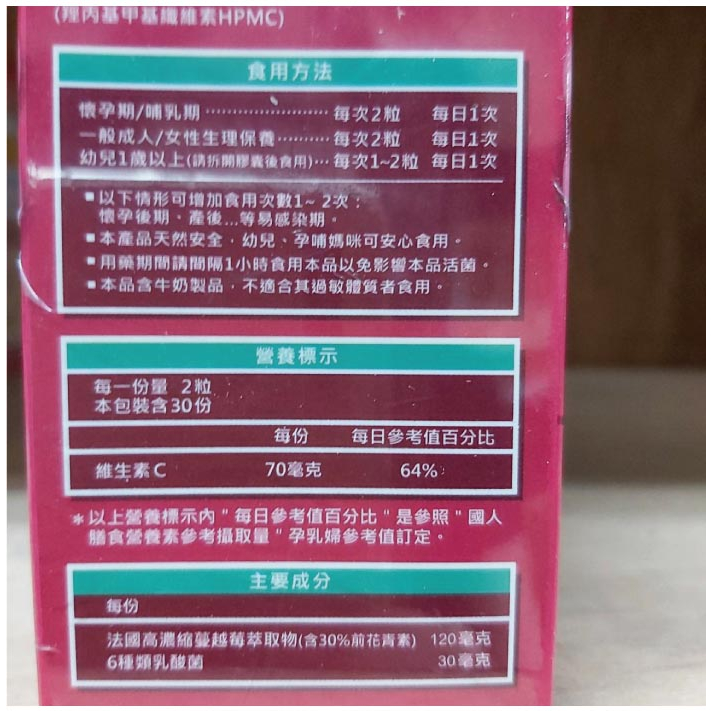 (羥丙基甲基纖維素HPMC)
食用方法
懷孕期/哺乳期······················ 每次2粒 每日1次
一般成人/女性生理保養·········· 每次2粒 每日1次
幼兒1歲以上(請拆開膠囊後食用)··· 每次1~2粒 每日1次
■以下情形可增加食用次數1~ 2次：
懷孕後期、產後...等易感染期。
■本產品天然安全，幼兒、孕哺媽咪可安心食用。
■用藥期間請間隔1小時食用本品以免影響本品活菌。
■本品含牛奶製品，不適合其過敏體質者食用。
營養標示
每一份量 2粒
本包裝含30份
每份 每日參考值百分比
維生素C 70毫克 64%
＊以上營養標示內"每日參考值百分比"是參照"國人
膳食營養素參考攝取量"孕乳婦參考值訂定。
主要成分
每份
法國高濃縮蔓越莓萃取物(含30%前花青素) 120毫克
6種類乳酸菌 30毫克